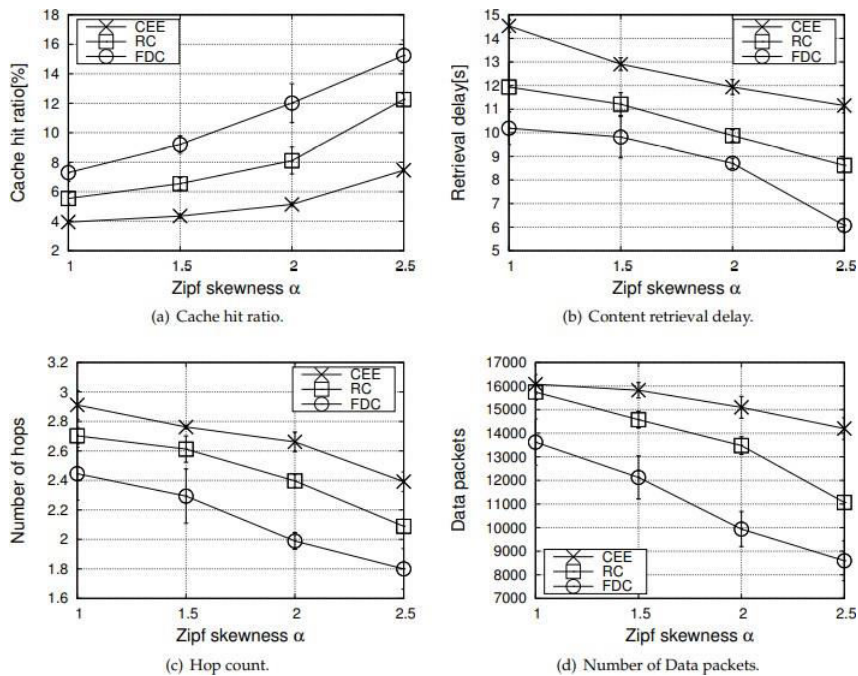 18
16
14
12
10
8
6
4
2
Cache hit ratio[%]
CEE
RC
FDC
1 1.5 2 2.5
Zipf skewness α
(a) Cache hit ratio.
15
14
13
12
11
10
9
8
7
6
5
Retrieval delay[s]
CEE
RC
FDC
1 1.5 2 2.5
Zipf skewness α
(b) Content retrieval delay.
3.2
3
2.8
2.6
2.4
2.2
2
1.8
1.6
Number of hops
CEE
RC
FDC
1 1.5 2 2.5
Zipf skewness α
(c) Hop count.
17000
16000
15000
14000
13000
12000
11000
10000
9000
8000
7000
Data packets
CEE
RC
FDC
1 1.5 2 2.5
Zipf skewness α
(d) Number of Data packets.